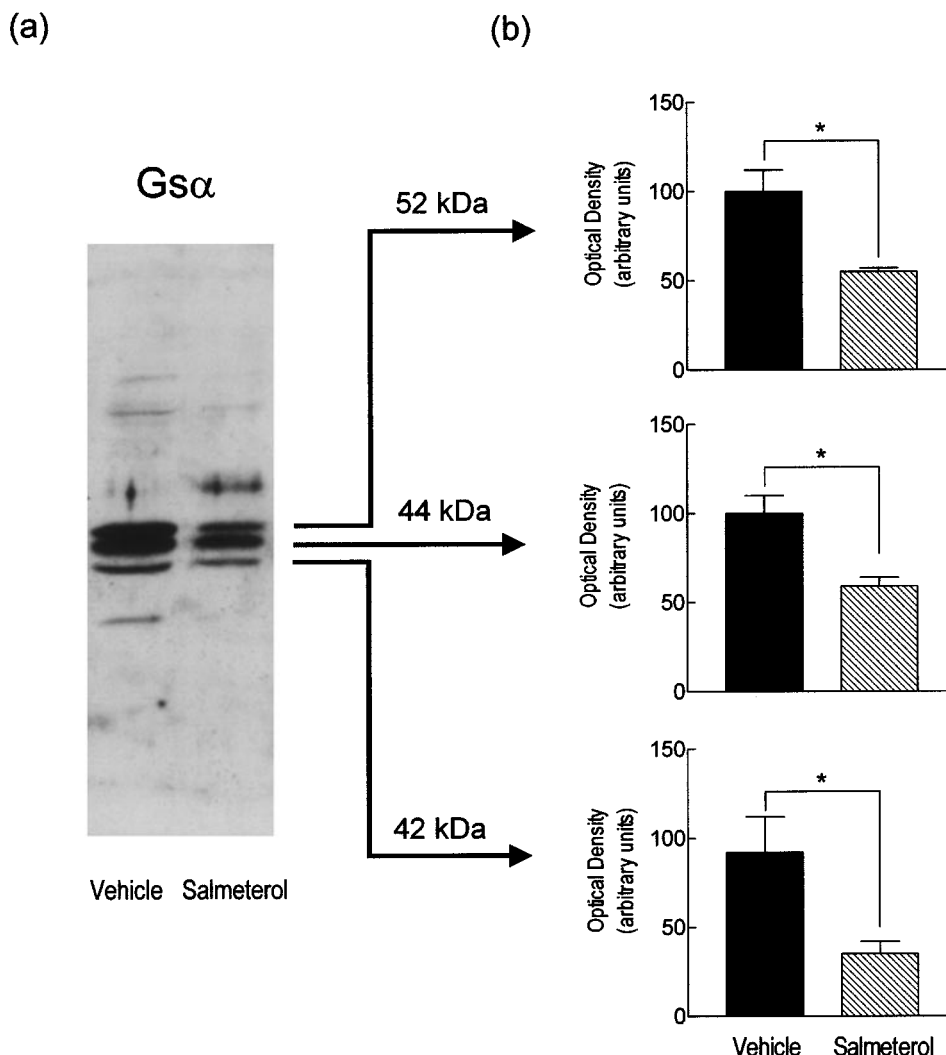 (a)
Gsα
52 kDa
44 kDa
42 kDa
Vehicle Salmeterol
(b)
150
100
50
0
Optical Density
(arbitrary units)
*
150
100
50
0
Optical Density
(arbitrary units)
*
150
100
50
0
Optical Density
(arbitrary units)
*
Vehicle Salmeterol